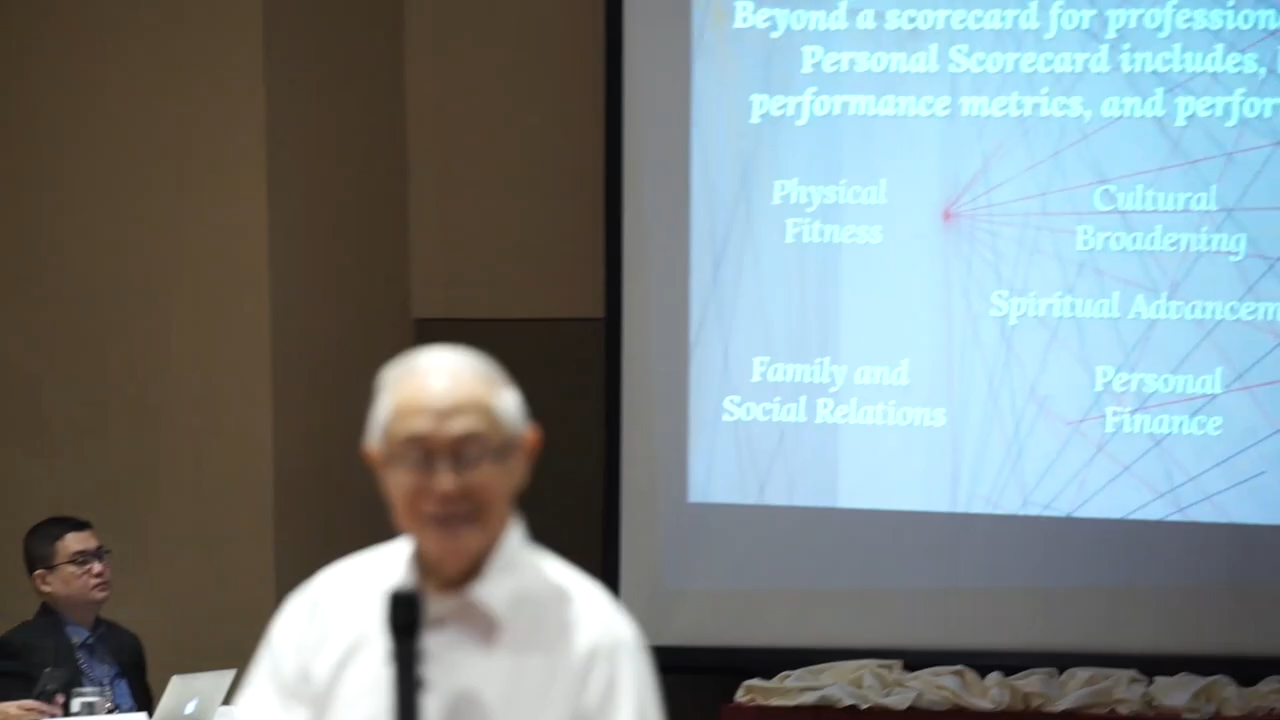 Beyond a scorecard for profession
Personal Scorecard includes,
performance metrics, and perfor
Physical
Fitness
Cultural
Broadening
Spiritual Advancem
Family and
Social Relations
Personal
Finance